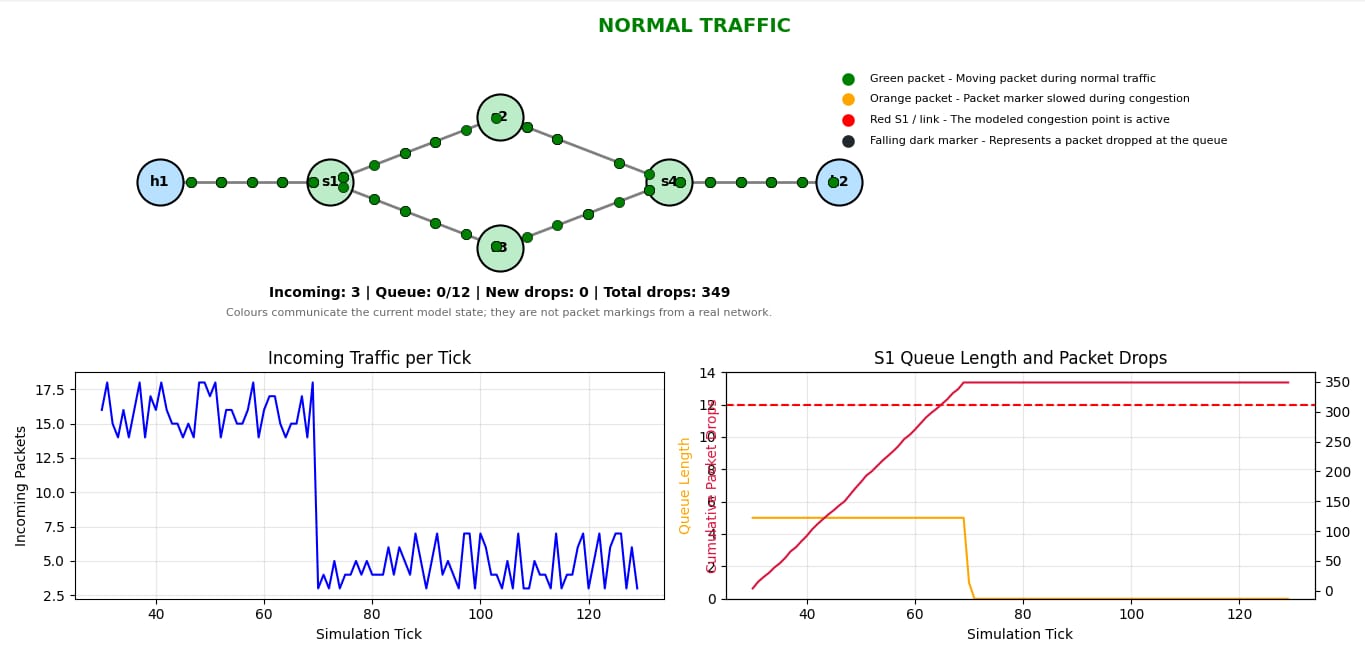 NORMAL TRAFFIC
Green packet - Moving packet during normal traffic
Orange packet - Packet marker slowed during congestion
Red S1 / link - The modeled congestion point is active
Falling dark marker - Represents a packet dropped at the queue
h1
s1
s4
Incoming: 3 | Queue: 0/12 | New drops: 0 | Total drops: 349
Colours communicate the current model state; they are not packet markings from a real network.
Incoming Traffic per Tick
Incoming Packets
17.5
15.0
12.5
10.0
7.5
5.0
2.5
40
60
80
100
120
Simulation Tick
S1 Queue Length and Packet Drops
Queue Length
Cumulative Packet Drops
14
12
10
8
6
4
2
0
350
300
250
200
150
100
50
0
40
60
80
100
120
Simulation Tick